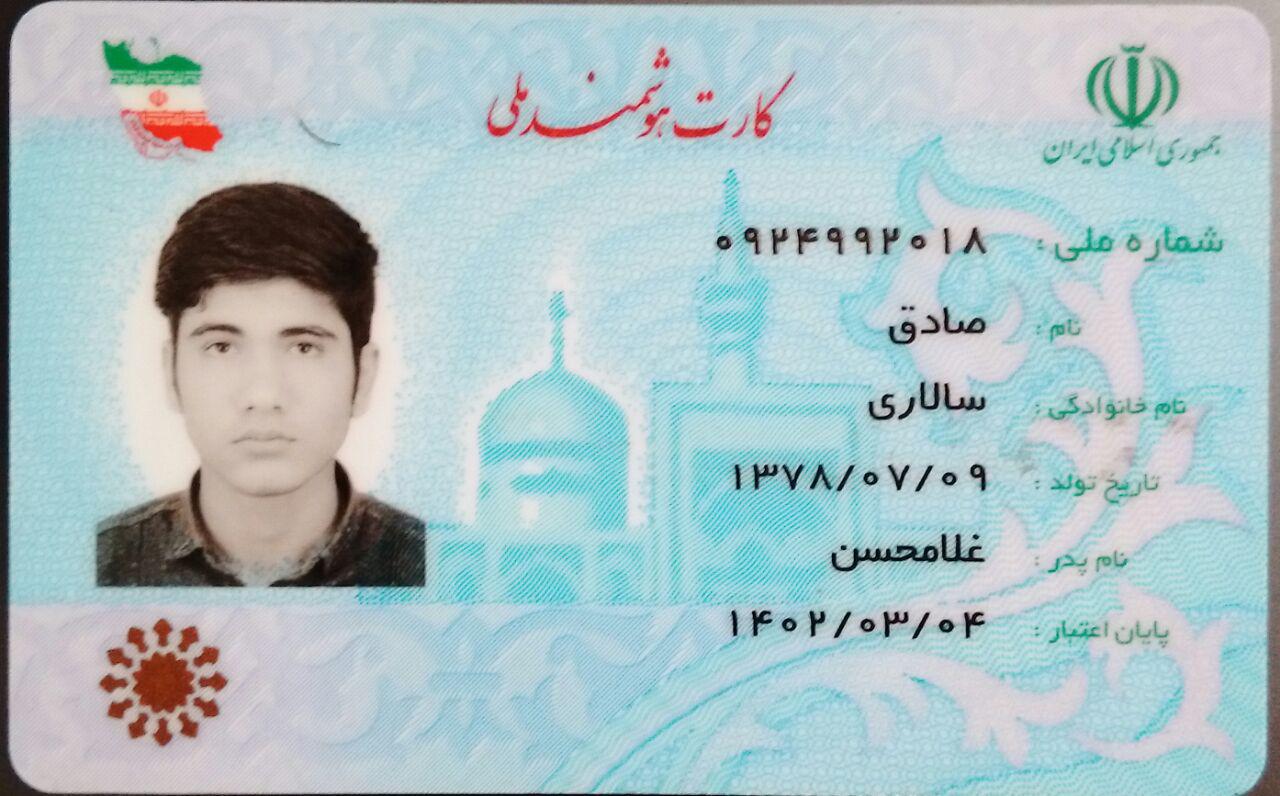 کارت هوشمند ملی
جمهوری اسلامی ایران
شماره ملی : ۰۹۲۴۹۹۲۰۱۸
نام : صادق
نام خانوادگی : سالاری
تاریخ تولد : ۱۳۷۸/۰۷/۰۹
نام پدر : غلامحسن
پایان اعتبار : ۱۴۰۲/۰۳/۰۴